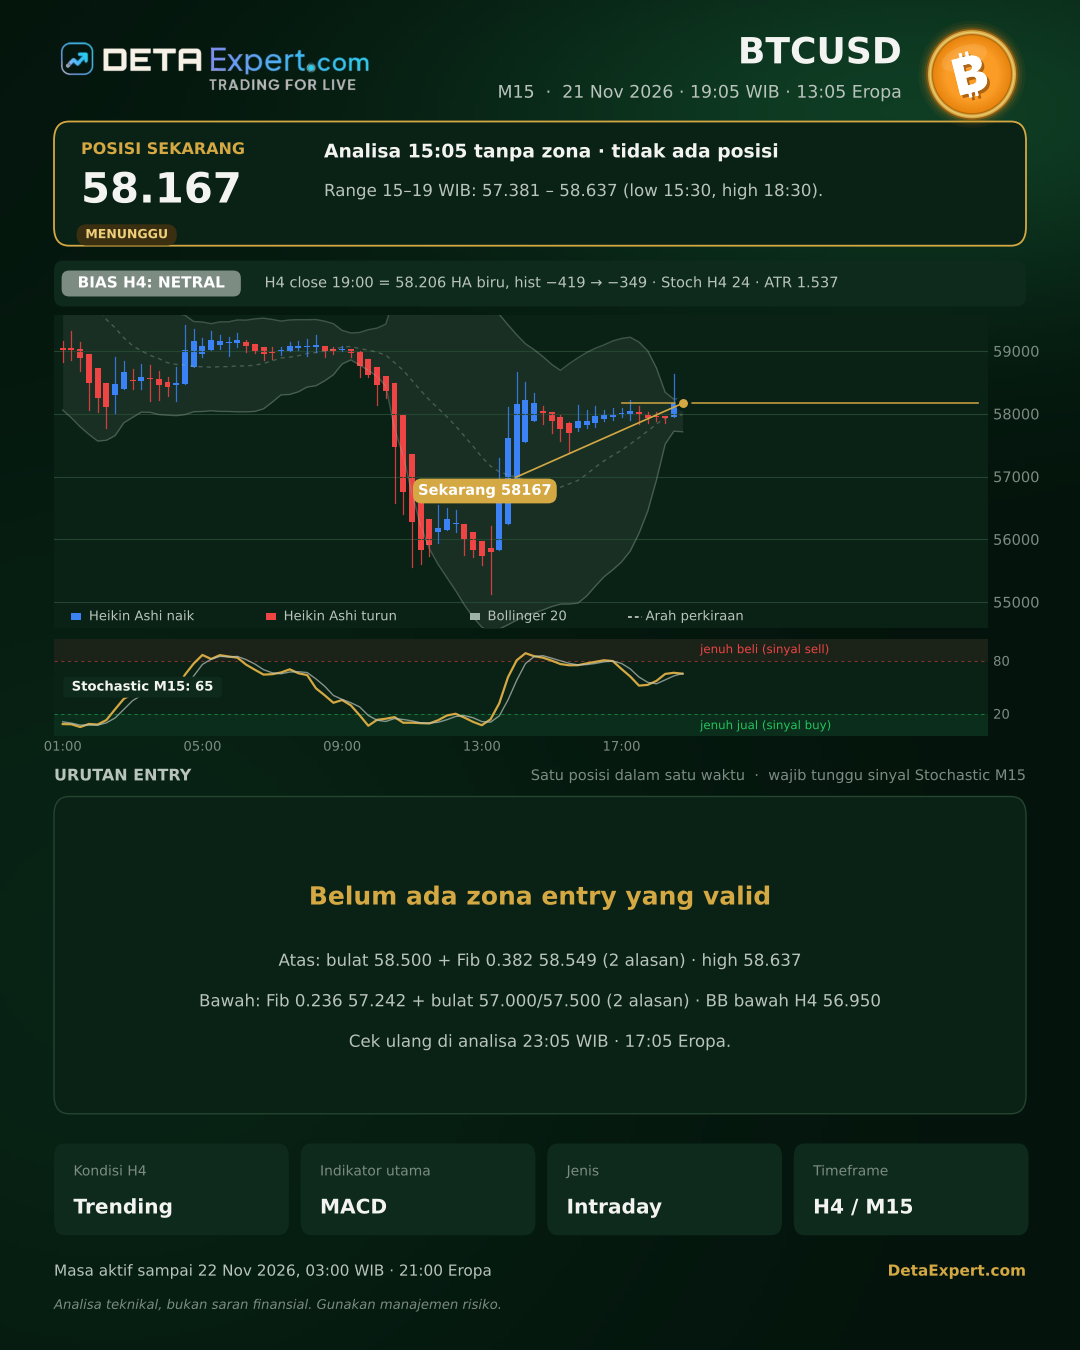 DETA Expert.com
TRADING FOR LIVE
BTCUSD
M15 · 21 Nov 2026 · 19:05 WIB · 13:05 Eropa
POSISI SEKARANG
58.167
MENUNGGU
Analisa 15:05 tanpa zona · tidak ada posisi
Range 15–19 WIB: 57.381 – 58.637 (low 15:30, high 18:30).
BIAS H4: NETRAL
H4 close 19:00 = 58.206 HA biru, hist −419 → −349 · Stoch H4 24 · ATR 1.537
59000
58000
57000
56000
55000
Sekarang 58167
Heikin Ashi naik
Heikin Ashi turun
Bollinger 20
Arah perkiraan
jenuh beli (sinyal sell)
80
Stochastic M15: 65
20
jenuh jual (sinyal buy)
01:00
05:00
09:00
13:00
17:00
URUTAN ENTRY
Satu posisi dalam satu waktu · wajib tunggu sinyal Stochastic M15
Belum ada zona entry yang valid
Atas: bulat 58.500 + Fib 0.382 58.549 (2 alasan) · high 58.637
Bawah: Fib 0.236 57.242 + bulat 57.000/57.500 (2 alasan) · BB bawah H4 56.950
Cek ulang di analisa 23:05 WIB · 17:05 Eropa.
Kondisi H4
Trending
Indikator utama
MACD
Jenis
Intraday
Timeframe
H4 / M15
Masa aktif sampai 22 Nov 2026, 03:00 WIB · 21:00 Eropa
DetaExpert.com
Analisa teknikal, bukan saran finansial. Gunakan manajemen risiko.